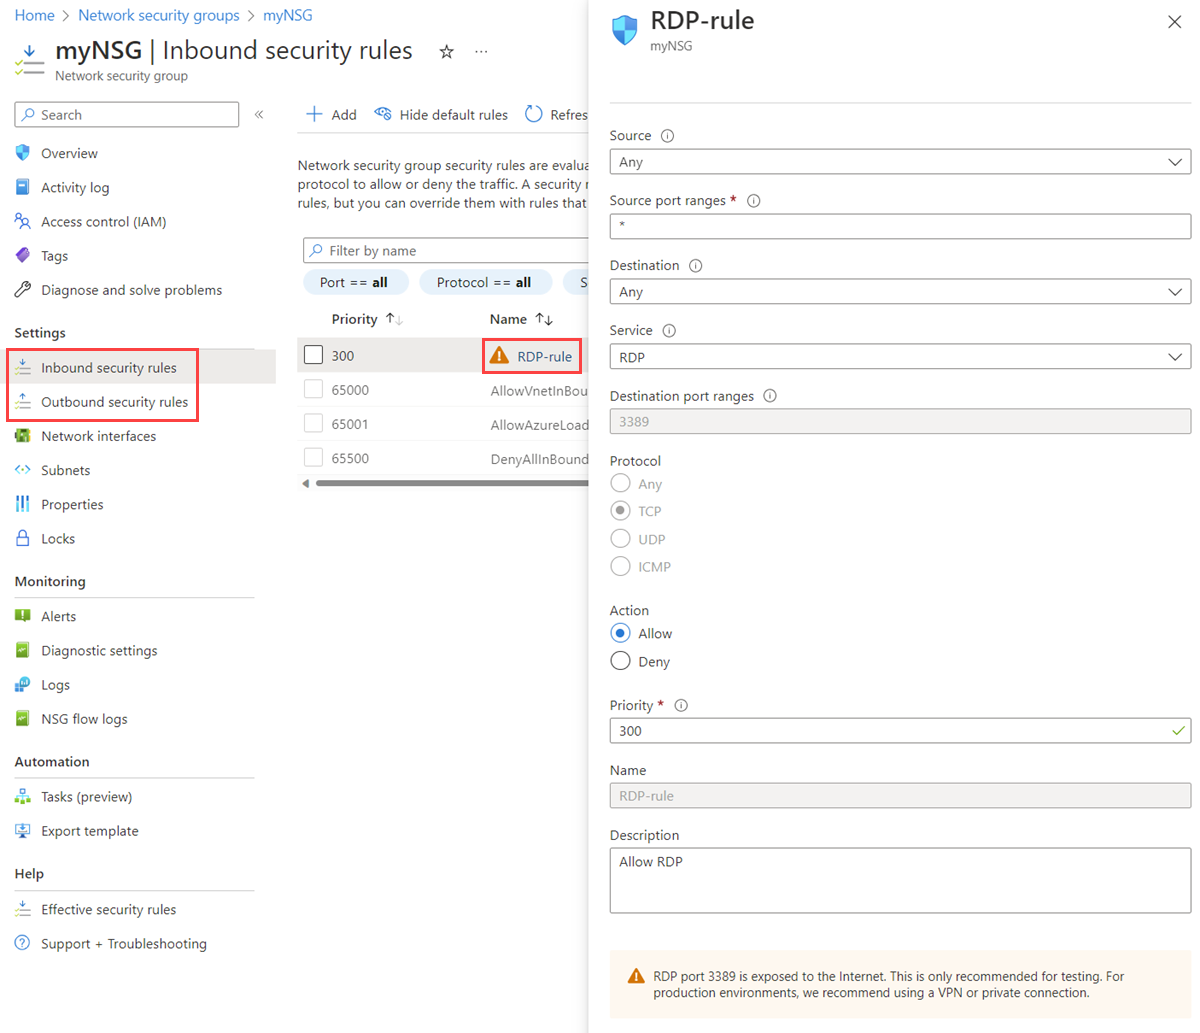 Home > Network security groups > myNSG
myNSG | Inbound security rules
Network security group
Search
Overview
Activity log
Access control (IAM)
Tags
Diagnose and solve problems
Settings
Inbound security rules
Outbound security rules
Network interfaces
Subnets
Properties
Locks
Monitoring
Alerts
Diagnostic settings
Logs
NSG flow logs
Automation
Tasks (preview)
Export template
Help
Effective security rules
Support + Troubleshooting
Add Hide default rules Refres
Network security group security rules are evalua
protocol to allow or deny the traffic. A security r
rules, but you can override them with rules that
Filter by name
Port == all Protocol == all S
Priority Name
300 RDP-rule
65000 AllowVnetInBou
65001 AllowAzureLoad
65500 DenyAllInBound
RDP-rule
myNSG
Source
Any
Source port ranges *
*
Destination
Any
Service
RDP
Destination port ranges
3389
Protocol
Any
TCP
UDP
ICMP
Action
Allow
Deny
Priority *
300
Name
RDP-rule
Description
Allow RDP
RDP port 3389 is exposed to the Internet. This is only recommended for testing. For
production environments, we recommend using a VPN or private connection.